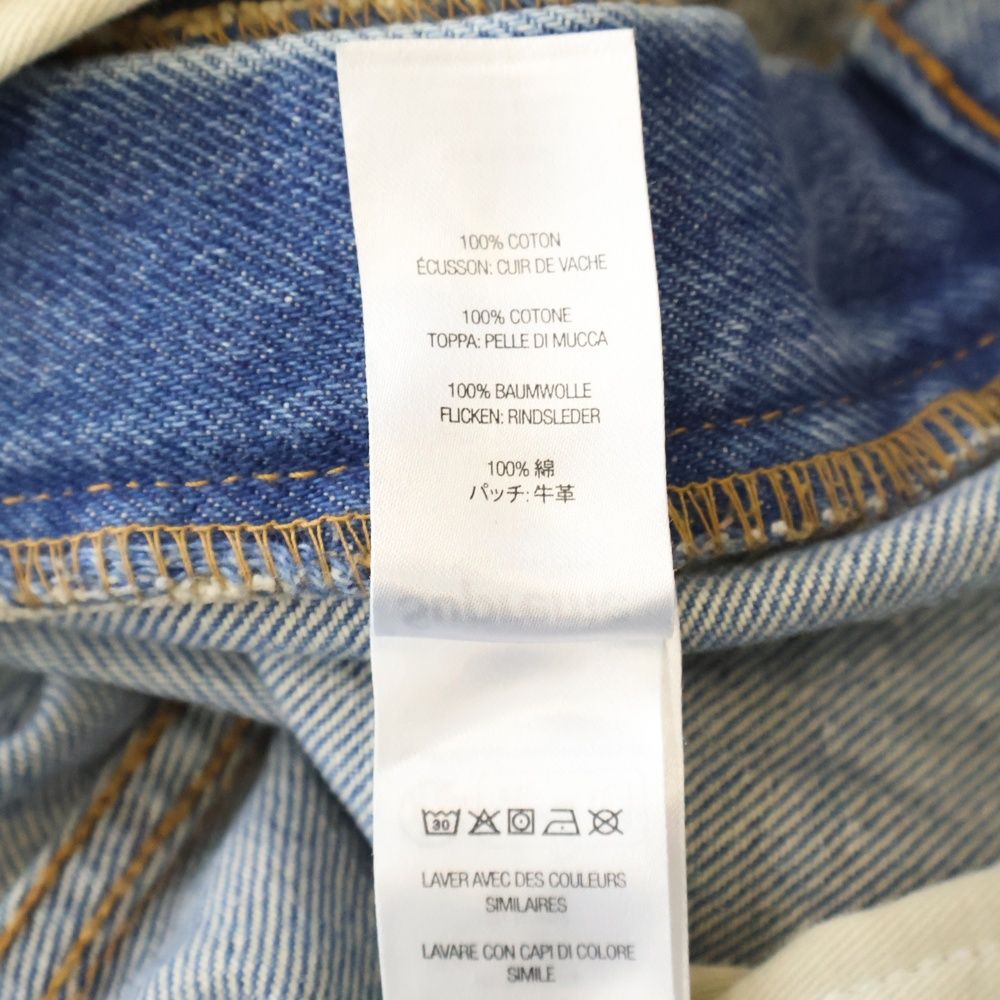 100% COTON
ÉCUSSON: CUIR DE VACHE
100% COTONE
TOPPA: PELLE DI MUCCA
100% BAUMWOLLE
FLICKEN: RINDSLEDER
100% 綿
パッチ: 牛革
30
LAVER AVEC DES COULEURS
SIMILAIRES
LAVARE CON CAPI DI COLORE
SIMILE